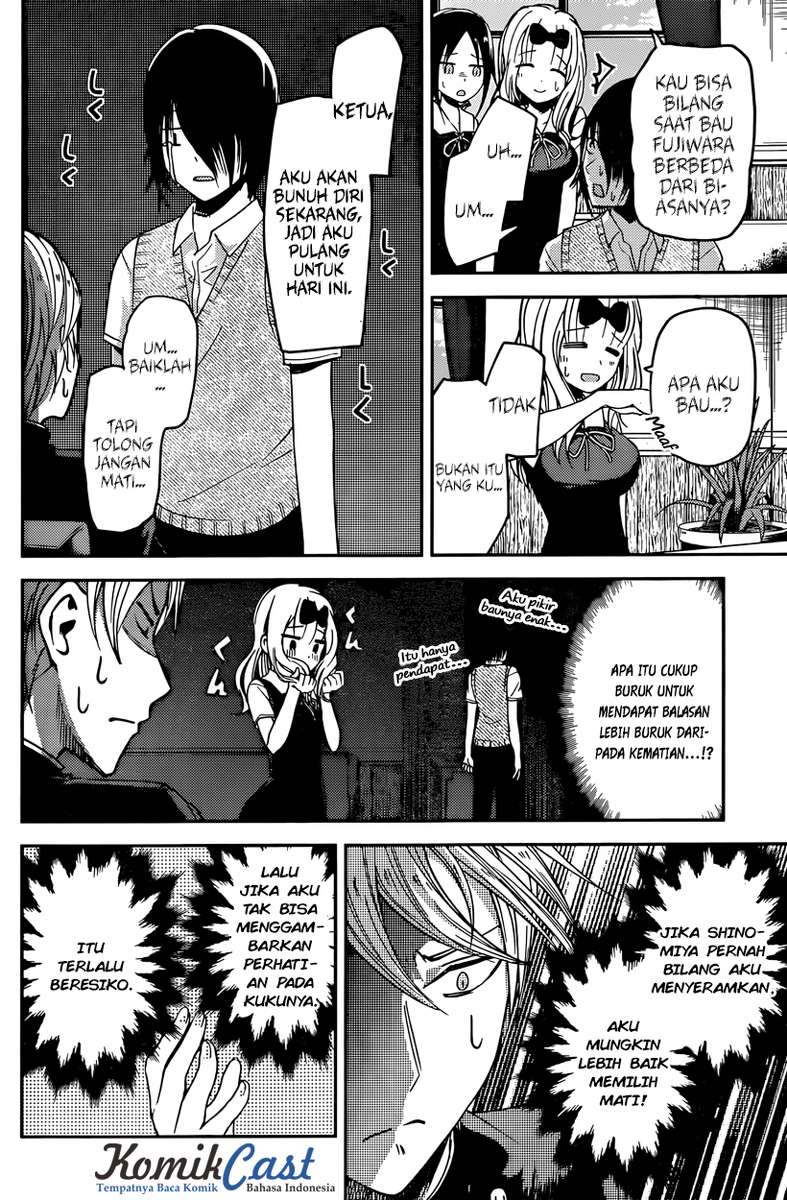 KAU BISA
BILANG
SAAT BAU
FUJIWARA
BERBEDA
DARI BI-
ASANYA?
UH...
UM...
KETUA,
AKU AKAN
BUNUH DIRI
SEKARANG,
JADI AKU
PULANG
UNTUK
HARI INI.
UM...
BAIKLAH
...
TAPI
TOLONG
JANGAN
MATI...
APA AKU
BAU...?
Maaf
TIDAK
BUKAN ITU
YANG KU...
APA ITU CUKUP
BURUK UNTUK
MENDAPAT BALASAN
LEBIH BURUK DARI-
PADA KEMATIAN...!?
Aku pikir
baunya enak...
Itu hanya
pendapat...
JIKA SHINO-
MIYA PERNAH
BILANG AKU
MENYERAMKAN,
AKU
MUNGKIN
LEBIH BAIK
MEMILIH
MATI!
LALU
JIKA AKU
TAK BISA
MENGGAM-
BARKAN
PERHATI-
AN PADA
KUKUNYA.
ITU
TERLALU
BERESIKO.
KomikCast
Tempatnya Baca Komik Bahasa Indonesia